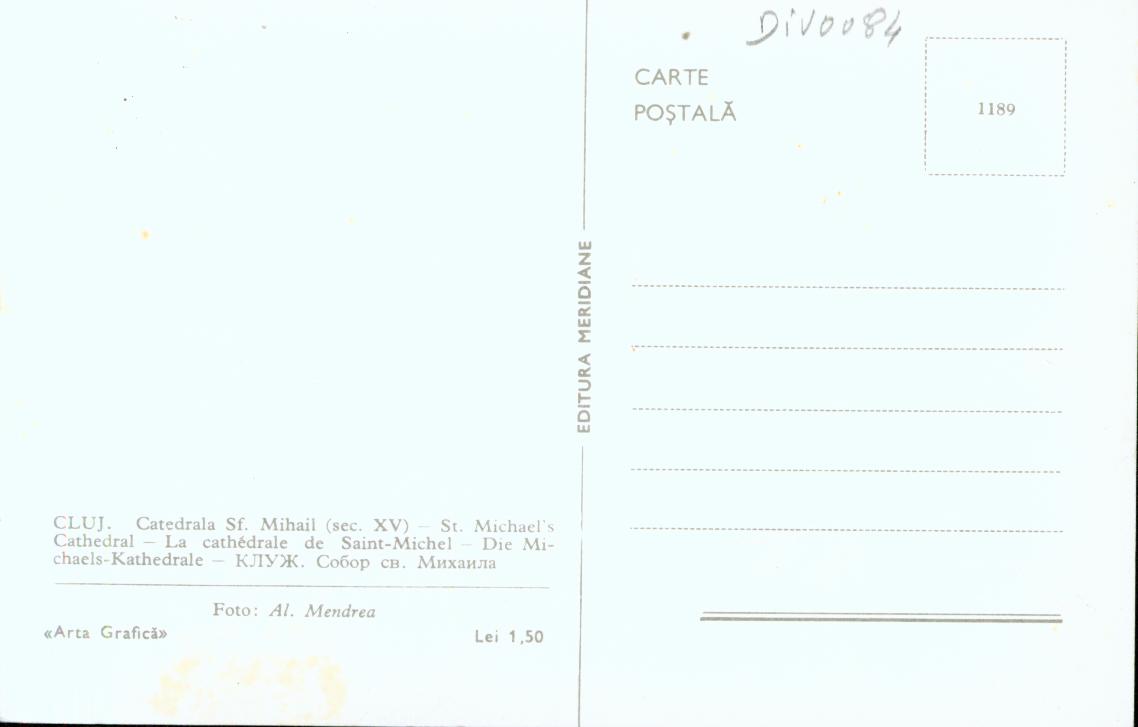 DIV0084
CARTE
POȘTALĂ
1189
EDITURA MERIDIANE
CLUJ. Catedrala Sf. Mihail (sec. XV) – St. Michael's
Cathedral – La cathédrale de Saint-Michel – Die Mi-
chaels-Kathedrale – КЛУЖ. Собор св. Михаила
Foto: Al. Mendrea
«Arta Grafică»
Lei 1,50